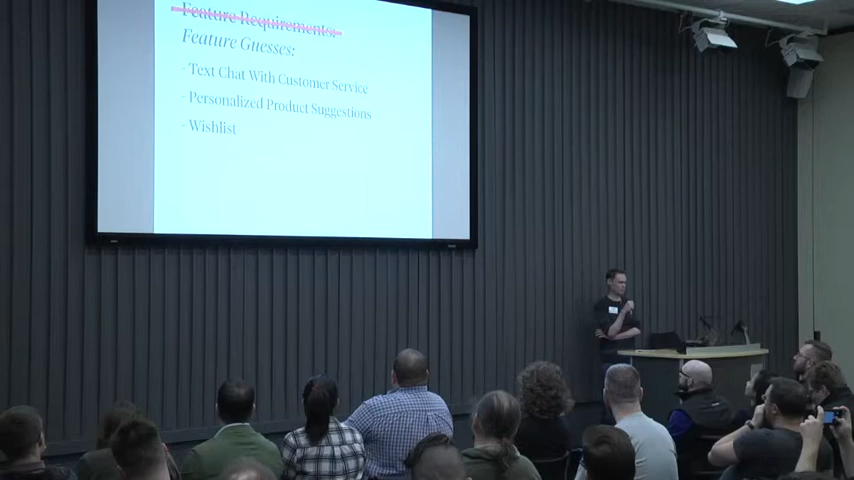 Feature Requirements:
Feature Guesses:
- Text Chat With Customer Service
- Personalized Product Suggestions
- Wishlist